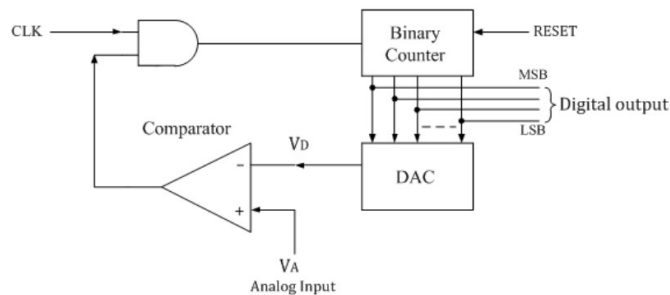 CLK
Binary
Counter
RESET
MSB
Digital output
LSB
Comparator
VD
DAC
−
+
VA
Analog Input